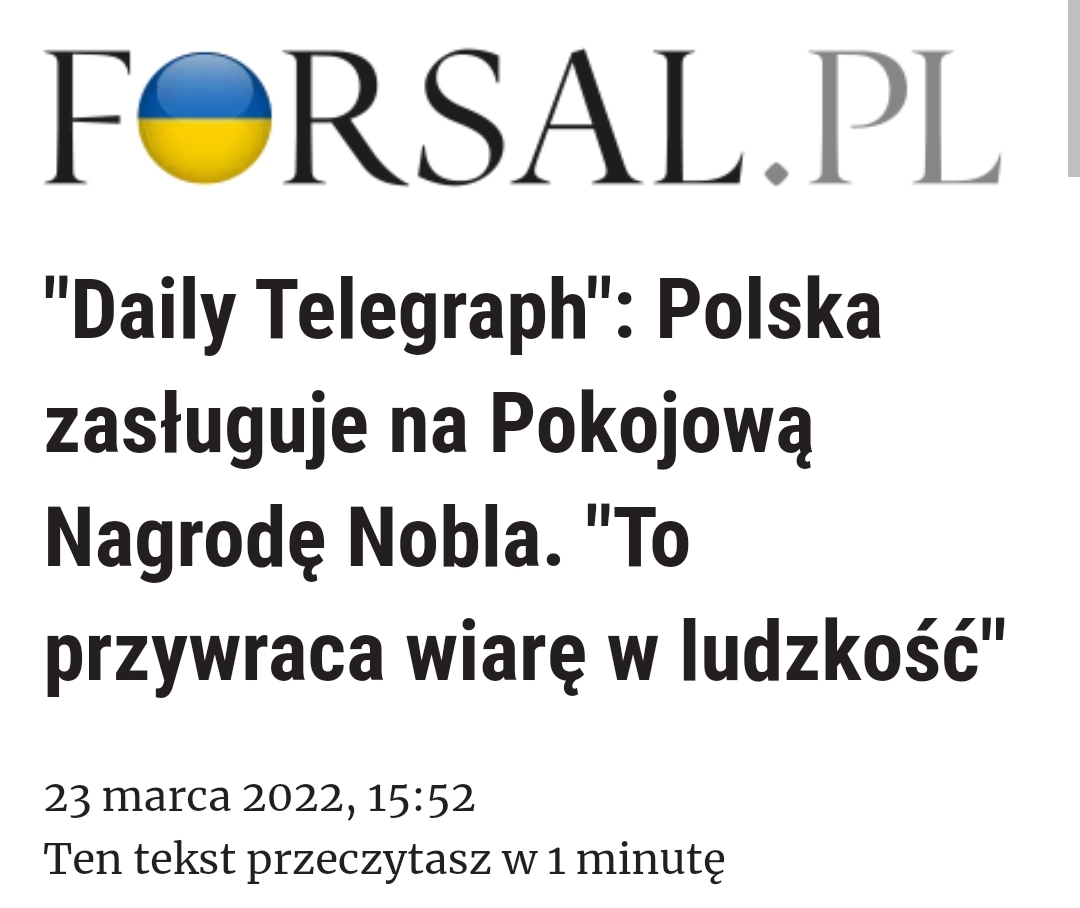 FORSAL.PL
"Daily Telegraph": Polska
zasługuje na Pokojową
Nagrodę Nobla. "To
przywraca wiarę w ludzkość"
23 marca 2022, 15:52
Ten tekst przeczytasz w 1 minutę